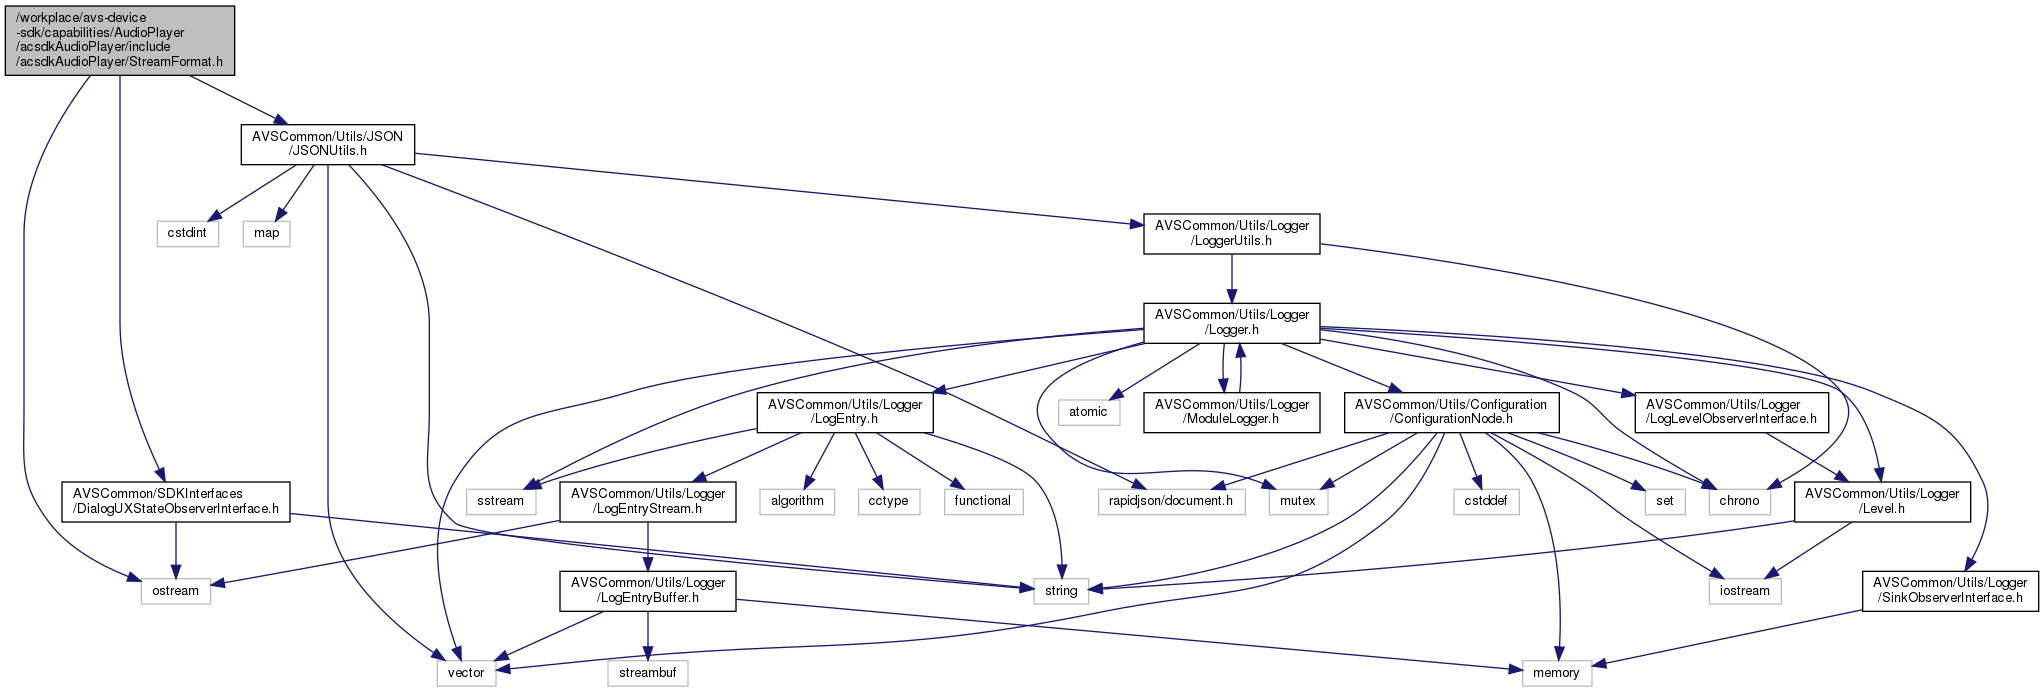 /workplace/avs-device
-sdk/capabilities/AudioPlayer
/acsdkAudioPlayer/include
/acsdkAudioPlayer/StreamFormat.h
AVSCommon/Utils/JSON
/JSONUtils.h
cstdint
map
AVSCommon/Utils/Logger
/LoggerUtils.h
AVSCommon/Utils/Logger
/Logger.h
AVSCommon/Utils/Logger
/LogEntry.h
atomic
AVSCommon/Utils/Logger
/ModuleLogger.h
AVSCommon/Utils/Configuration
/ConfigurationNode.h
AVSCommon/Utils/Logger
/LogLevelObserverInterface.h
AVSCommon/SDKInterfaces
/DialogUXStateObserverInterface.h
sstream
AVSCommon/Utils/Logger
/LogEntryStream.h
algorithm
cctype
functional
rapidjson/document.h
mutex
cstddef
set
chrono
AVSCommon/Utils/Logger
/Level.h
ostream
AVSCommon/Utils/Logger
/LogEntryBuffer.h
string
iostream
AVSCommon/Utils/Logger
/SinkObserverInterface.h
vector
streambuf
memory